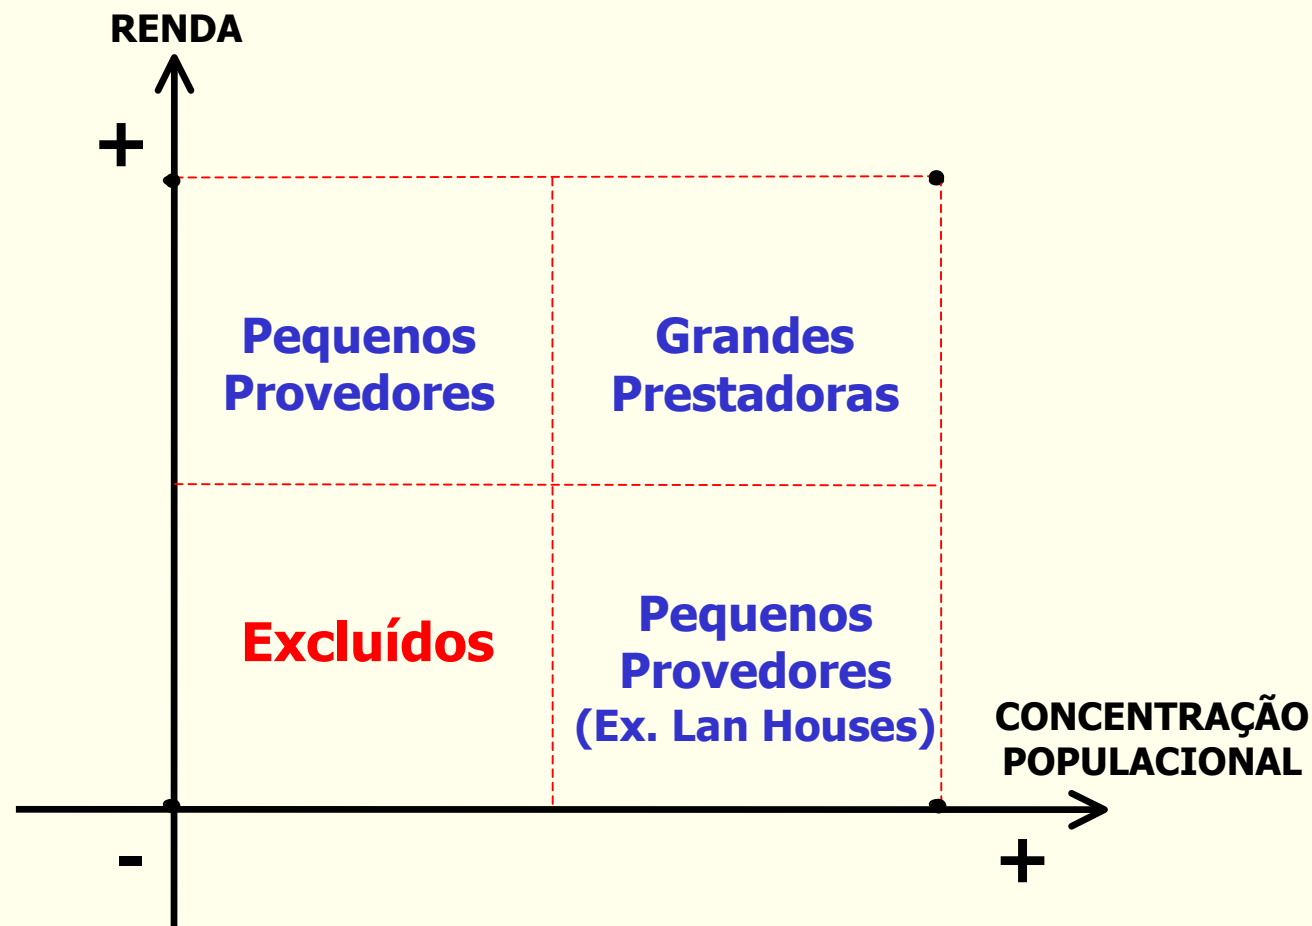 RENDA
+
Pequenos
Provedores
Grandes
Prestadoras
Excluídos
Pequenos
Provedores
(Ex. Lan Houses)
CONCENTRAÇÃO
POPULACIONAL
-
+